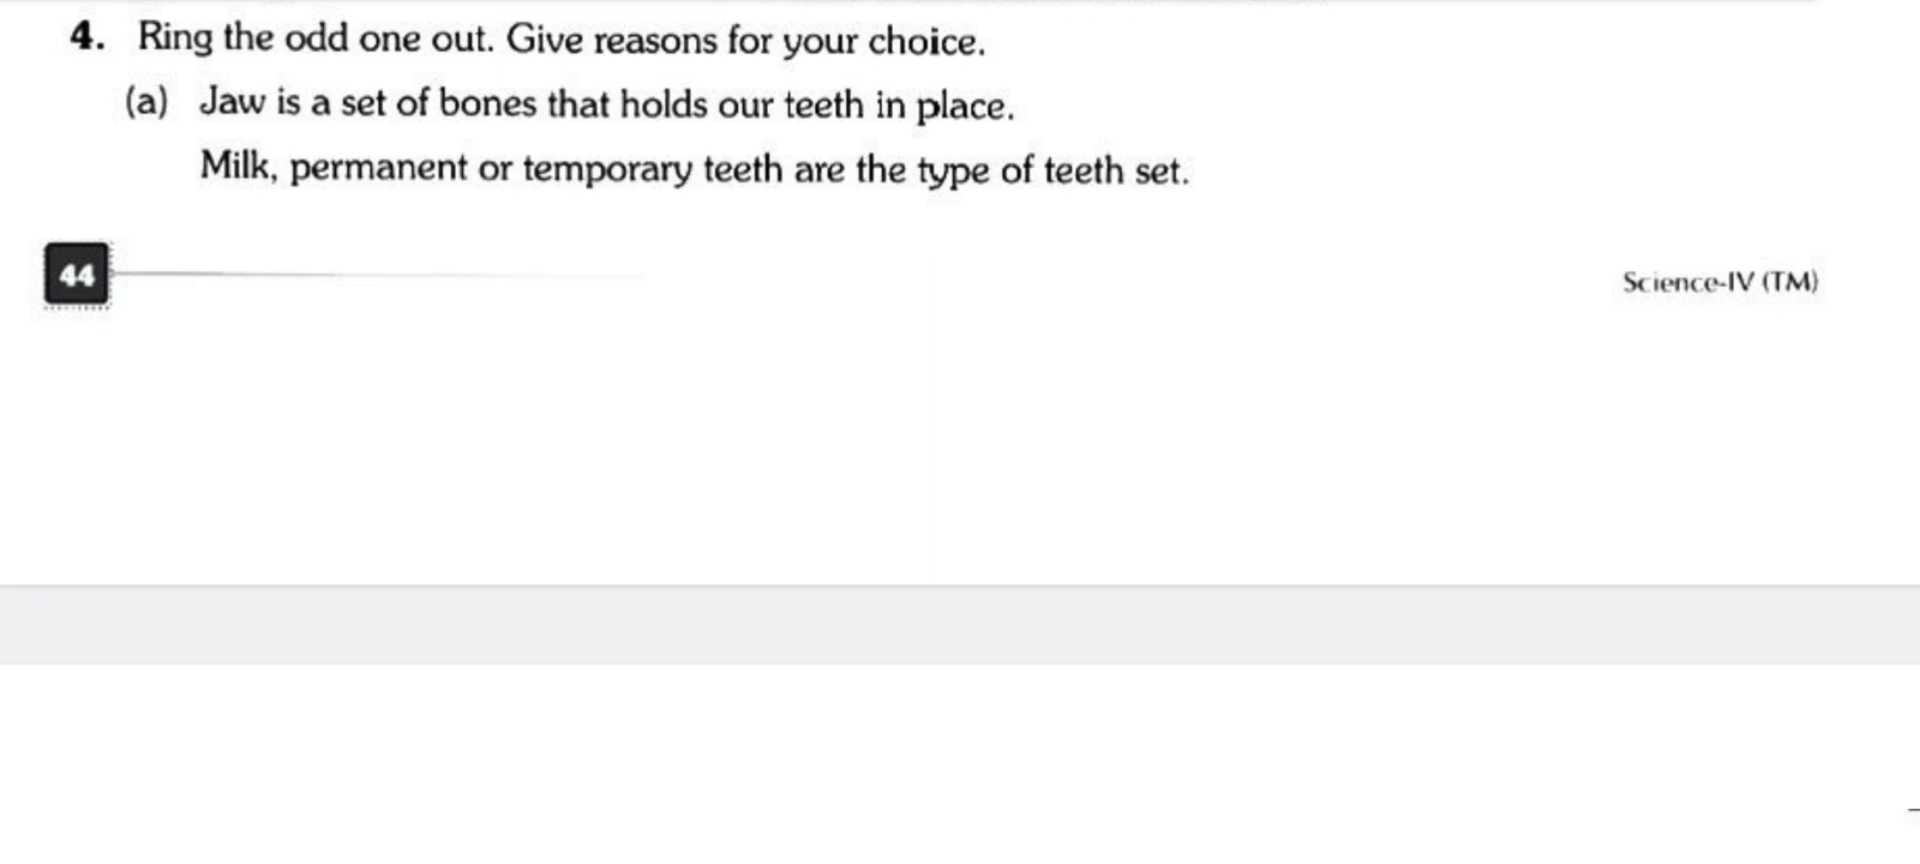 4. Ring the odd one out. Give reasons for your choice.
(a) Jaw is a set of bones that holds our teeth in place.
Milk, permanent or temporary teeth are the type of teeth set.
44
Science-IV (TM)